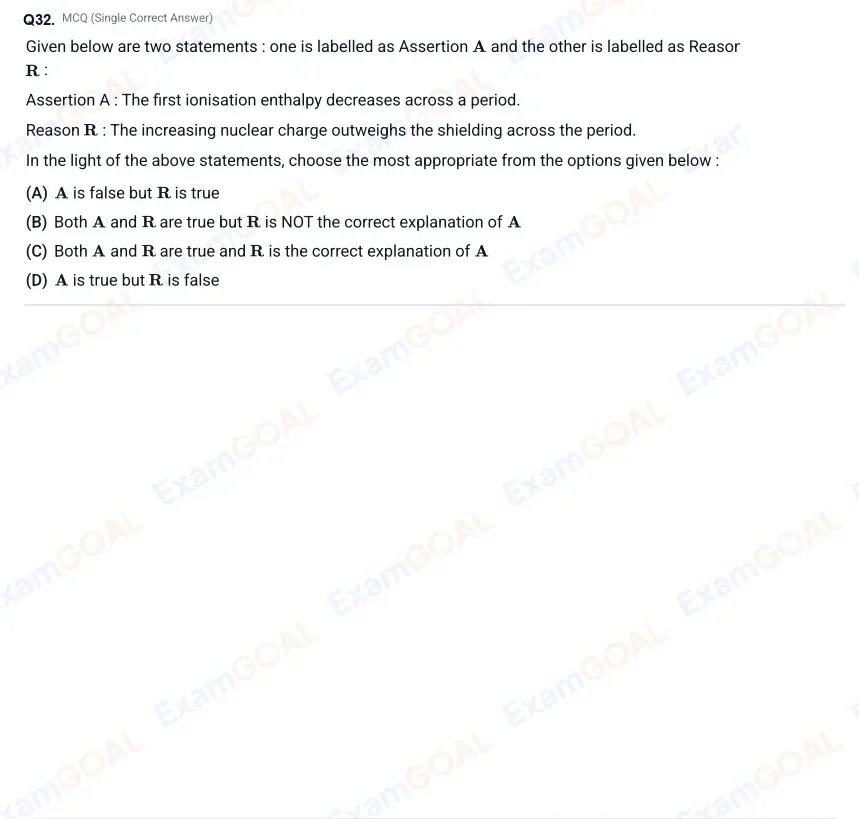 Q32. MCQ (Single Correct Answer)
Given below are two statements : one is labelled as Assertion A and the other is labelled as Reasor
R :
Assertion A : The first ionisation enthalpy decreases across a period.
Reason R : The increasing nuclear charge outweighs the shielding across the period.
In the light of the above statements, choose the most appropriate from the options given below :
(A) A is false but R is true
(B) Both A and R are true but R is NOT the correct explanation of A
(C) Both A and R are true and R is the correct explanation of A
(D) A is true but R is false
ExamGOAL